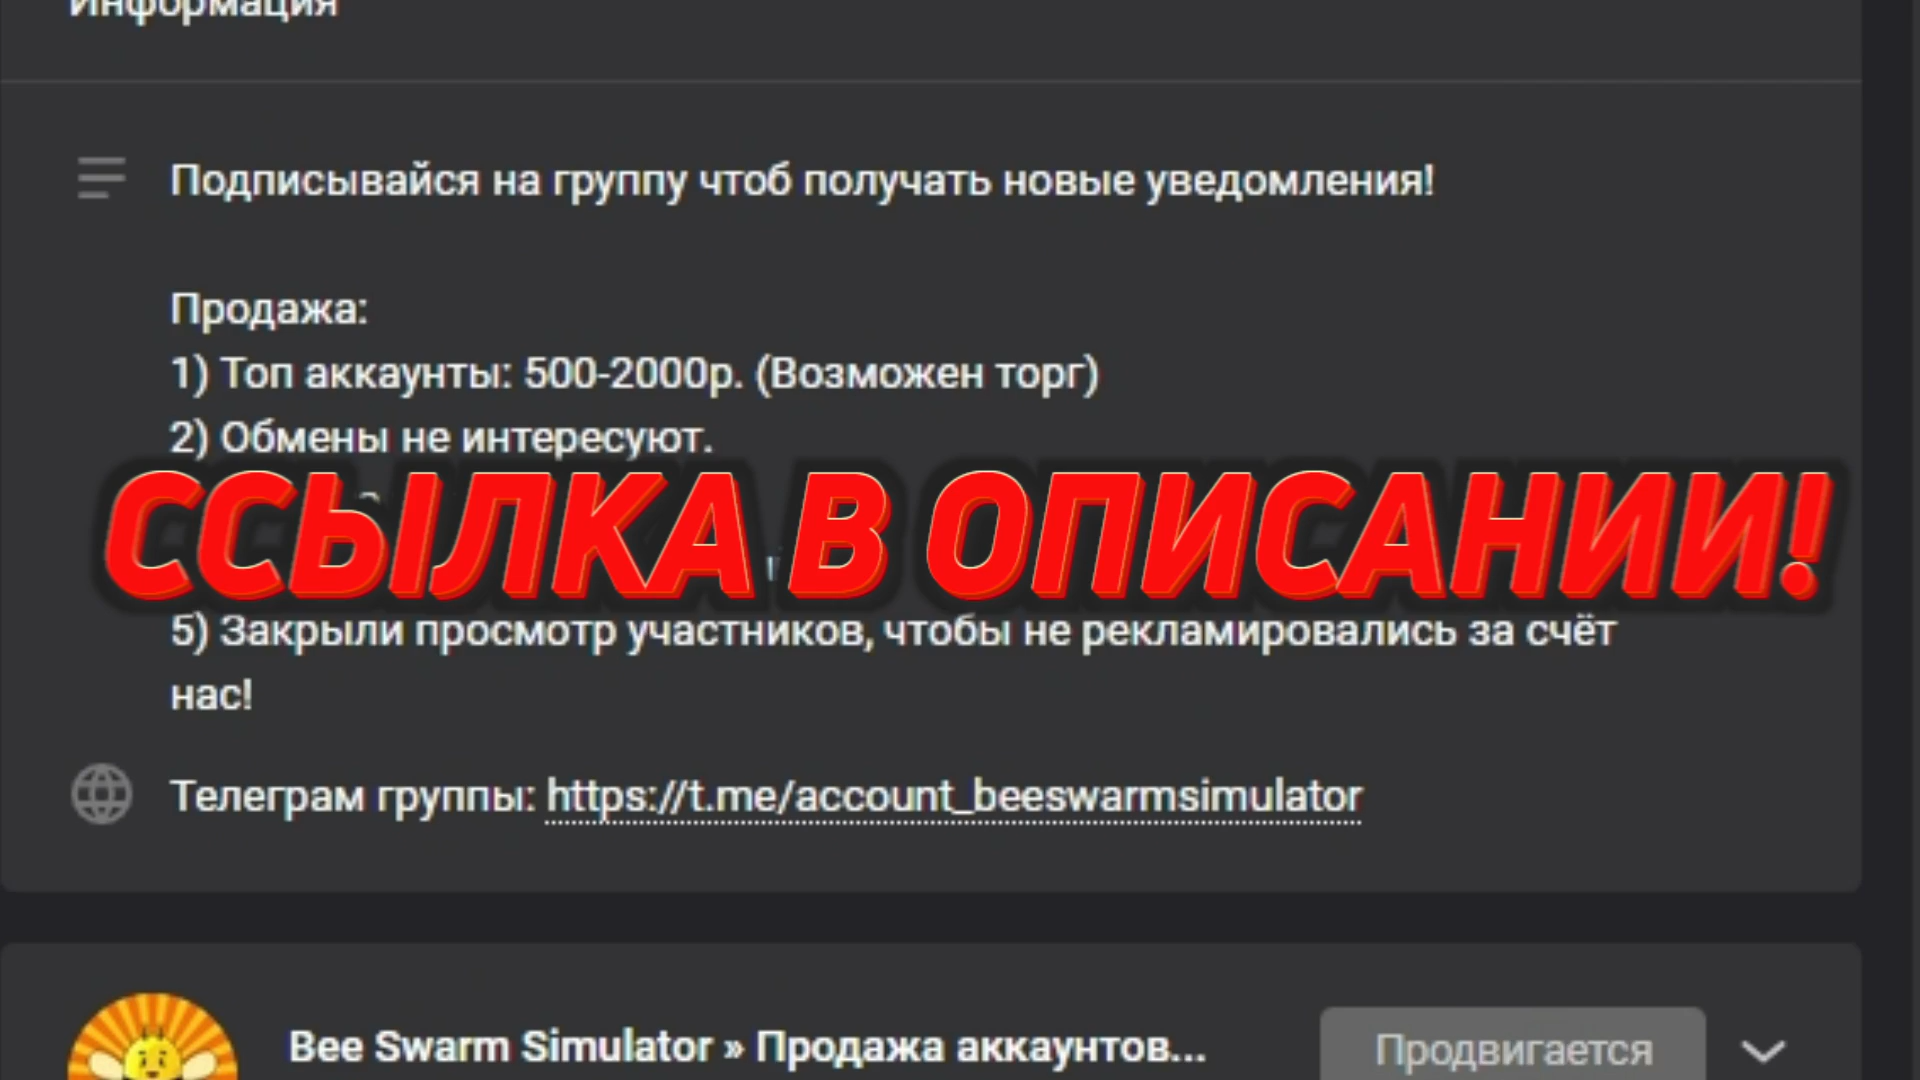 Информация
Подписывайся на группу чтоб получать новые уведомления!
Продажа:
1) Топ аккаунты: 500-2000р. (Возможен торг)
2) Обмены не интересуют.
ССЫЛКА В ОПИСАНИИ!
5) Закрыли просмотр участников, чтобы не рекламировались за счёт
нас!
Телеграм группы: https://t.me/account_beeswarmsimulator
Bee Swarm Simulator » Продажа аккаунтов...
Продвигается